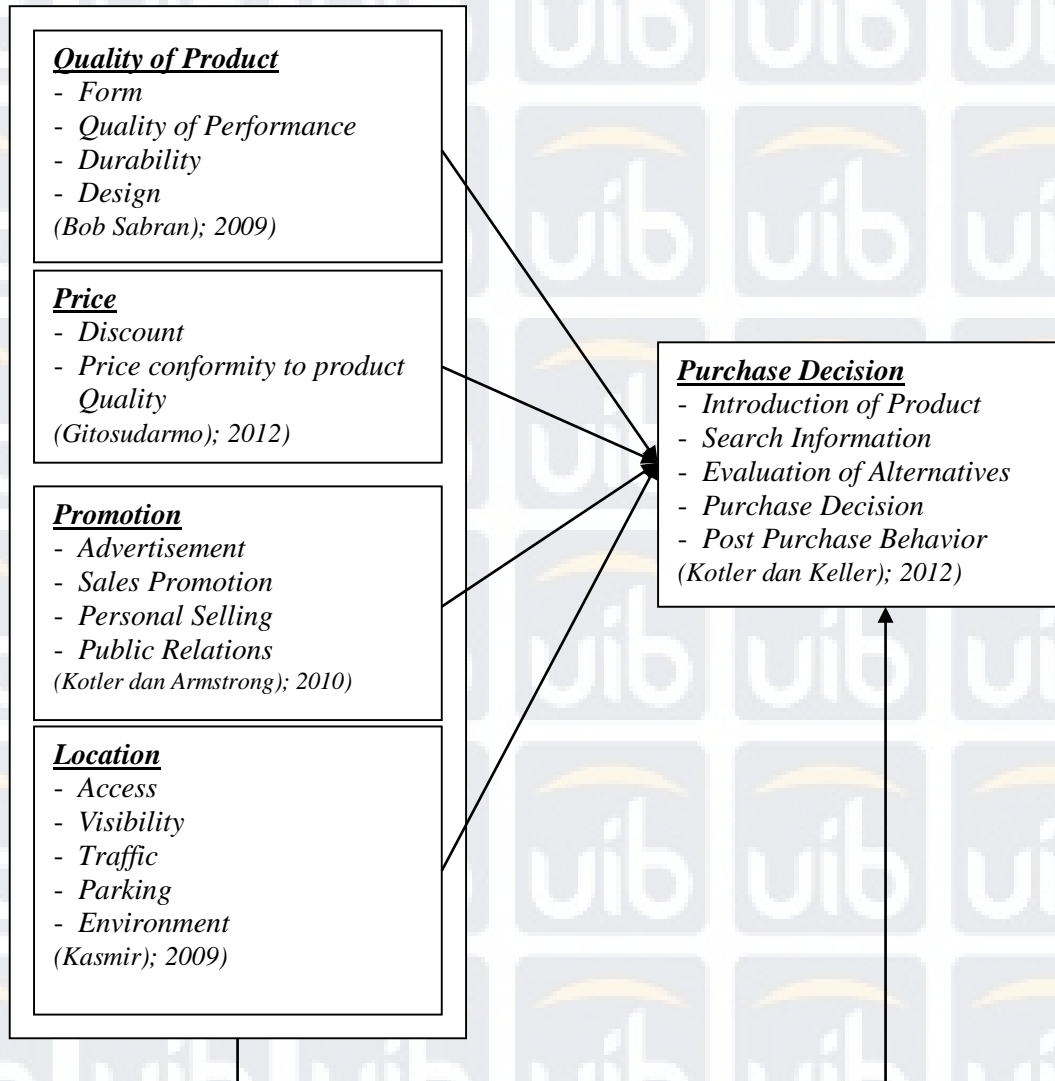 Quality of Product
- Form
- Quality of Performance
- Durability
- Design
(Bob Sabran); 2009)
Price
- Discount
- Price conformity to product
Quality
(Gitosudarmo); 2012)
Promotion
- Advertisement
- Sales Promotion
- Personal Selling
- Public Relations
(Kotler dan Armstrong); 2010)
Location
- Access
- Visibility
- Traffic
- Parking
- Environment
(Kasmir); 2009)
Purchase Decision
- Introduction of Product
- Search Information
- Evaluation of Alternatives
- Purchase Decision
- Post Purchase Behavior
(Kotler dan Keller); 2012)
uib